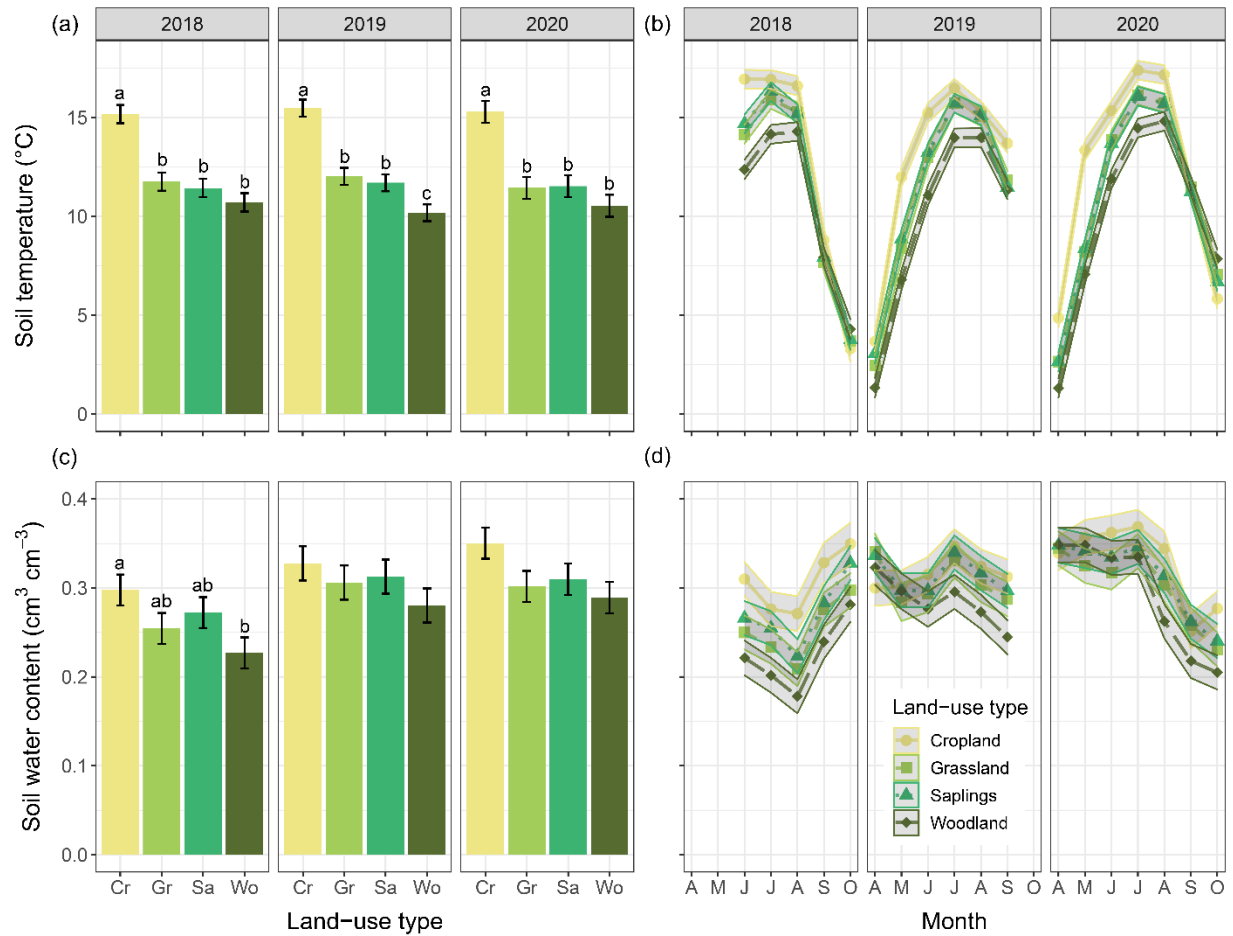 (a)
2018
2019
2020
(b)
2018
2019
2020
Soil temperature (°C)
15
10
5
0
a
b
b
b
a
b
b
c
a
b
b
b
(c)
(d)
Soil water content (cm³ cm⁻³)
0.4
0.3
0.2
0.1
0.0
a
ab
ab
b
Land−use type
Cropland
Grassland
Saplings
Woodland
Cr Gr Sa Wo
Cr Gr Sa Wo
Cr Gr Sa Wo
A M J J A S O
A M J J A S O
A M J J A S O
Land−use type
Month